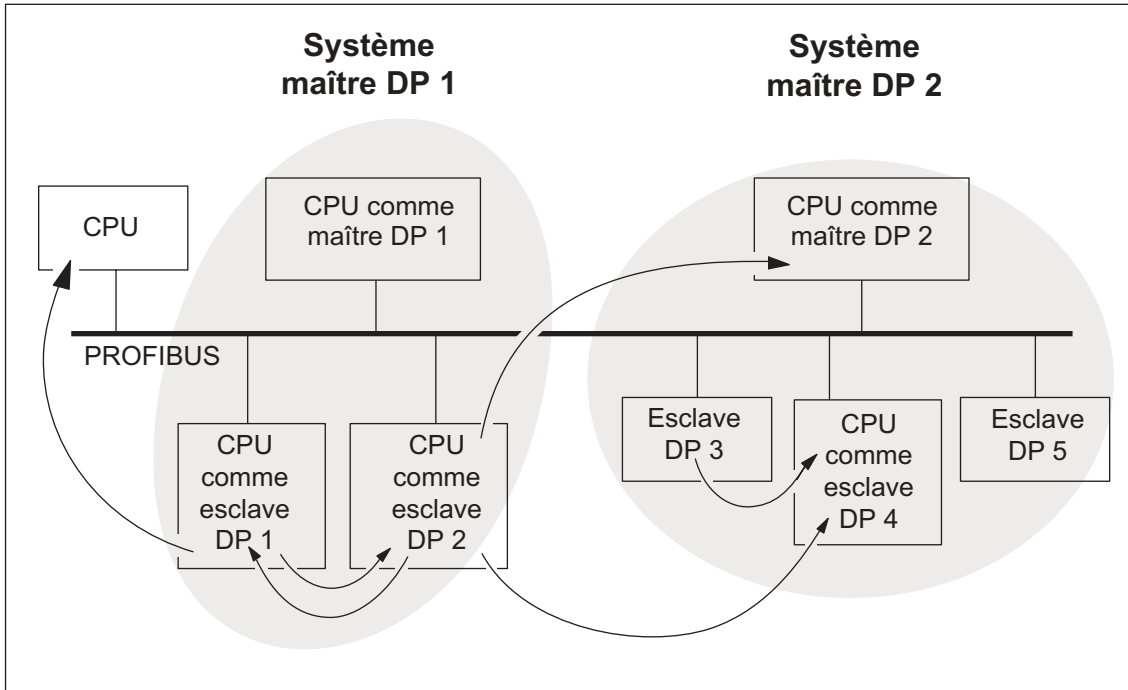 Système
maître DP 1
Système
maître DP 2
CPU
CPU comme
maître DP 1
CPU comme
maître DP 2
PROFIBUS
CPU
comme
esclave
DP 1
CPU
comme
esclave
DP 2
Esclave
DP 3
CPU
comme
esclave
DP 4
Esclave
DP 5